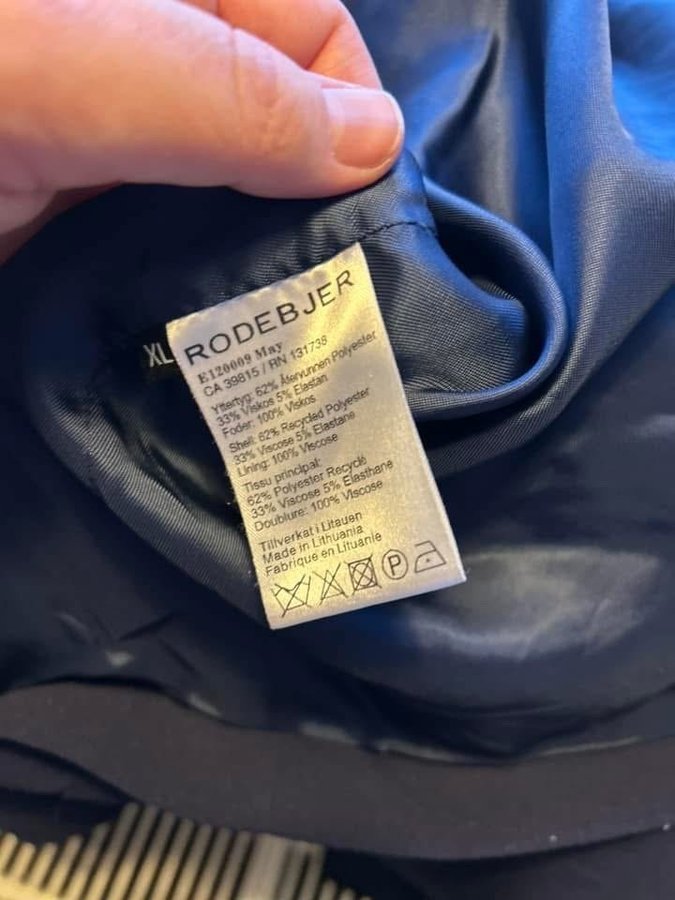 XL
RODEBJER
E120009 May
CA 39815 / RN 131738
Yttertyg: 62% Återvunnen Polyester
33% Viskos 5% Elastan
Foder: 100% Viskos
Shell: 62% Recycled Polyester
33% Viscose 5% Elastane
Lining: 100% Viscose
Tissu principal:
62% Polyester Recyclé
33% Viscose 5% Elasthane
Doublure: 100% Viscose
Tillverkat i Litauen
Made in Lithuania
Fabriqué en Lituanie
P